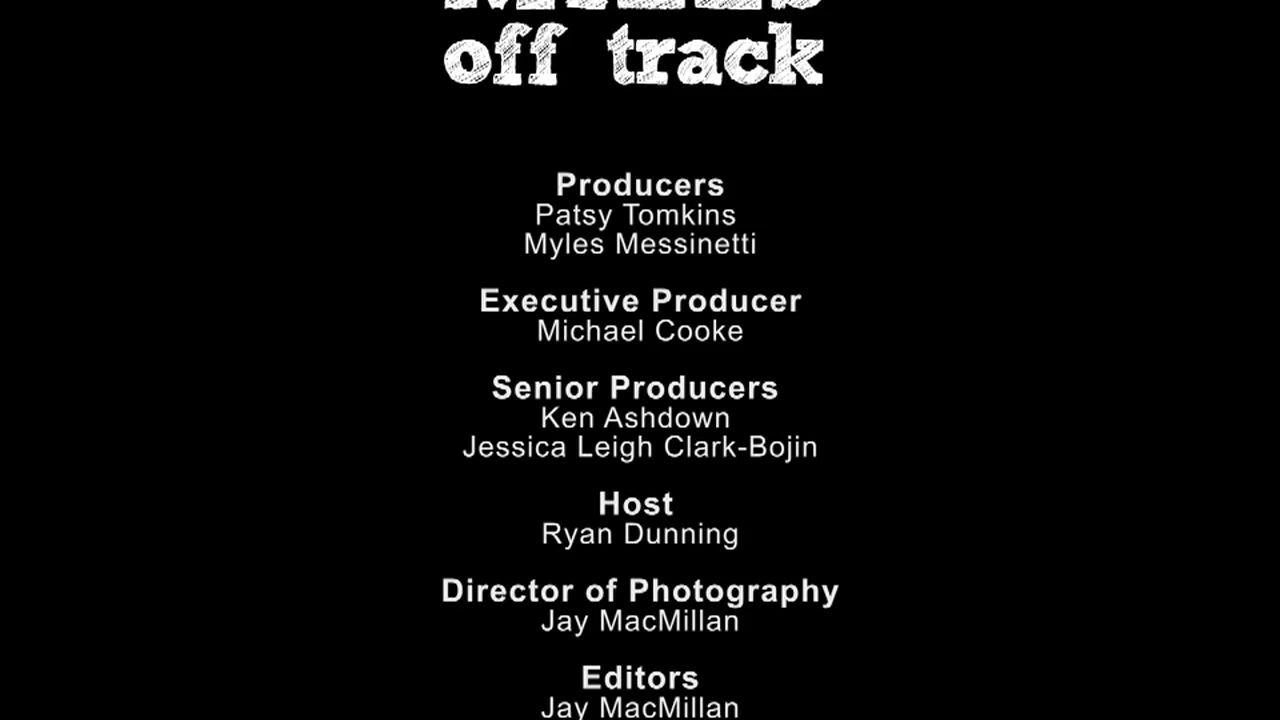 off track
Producers
Patsy Tomkins
Myles Messinetti
Executive Producer
Michael Cooke
Senior Producers
Ken Ashdown
Jessica Leigh Clark-Bojin
Host
Ryan Dunning
Director of Photography
Jay MacMillan
Editors
Jay MacMillan